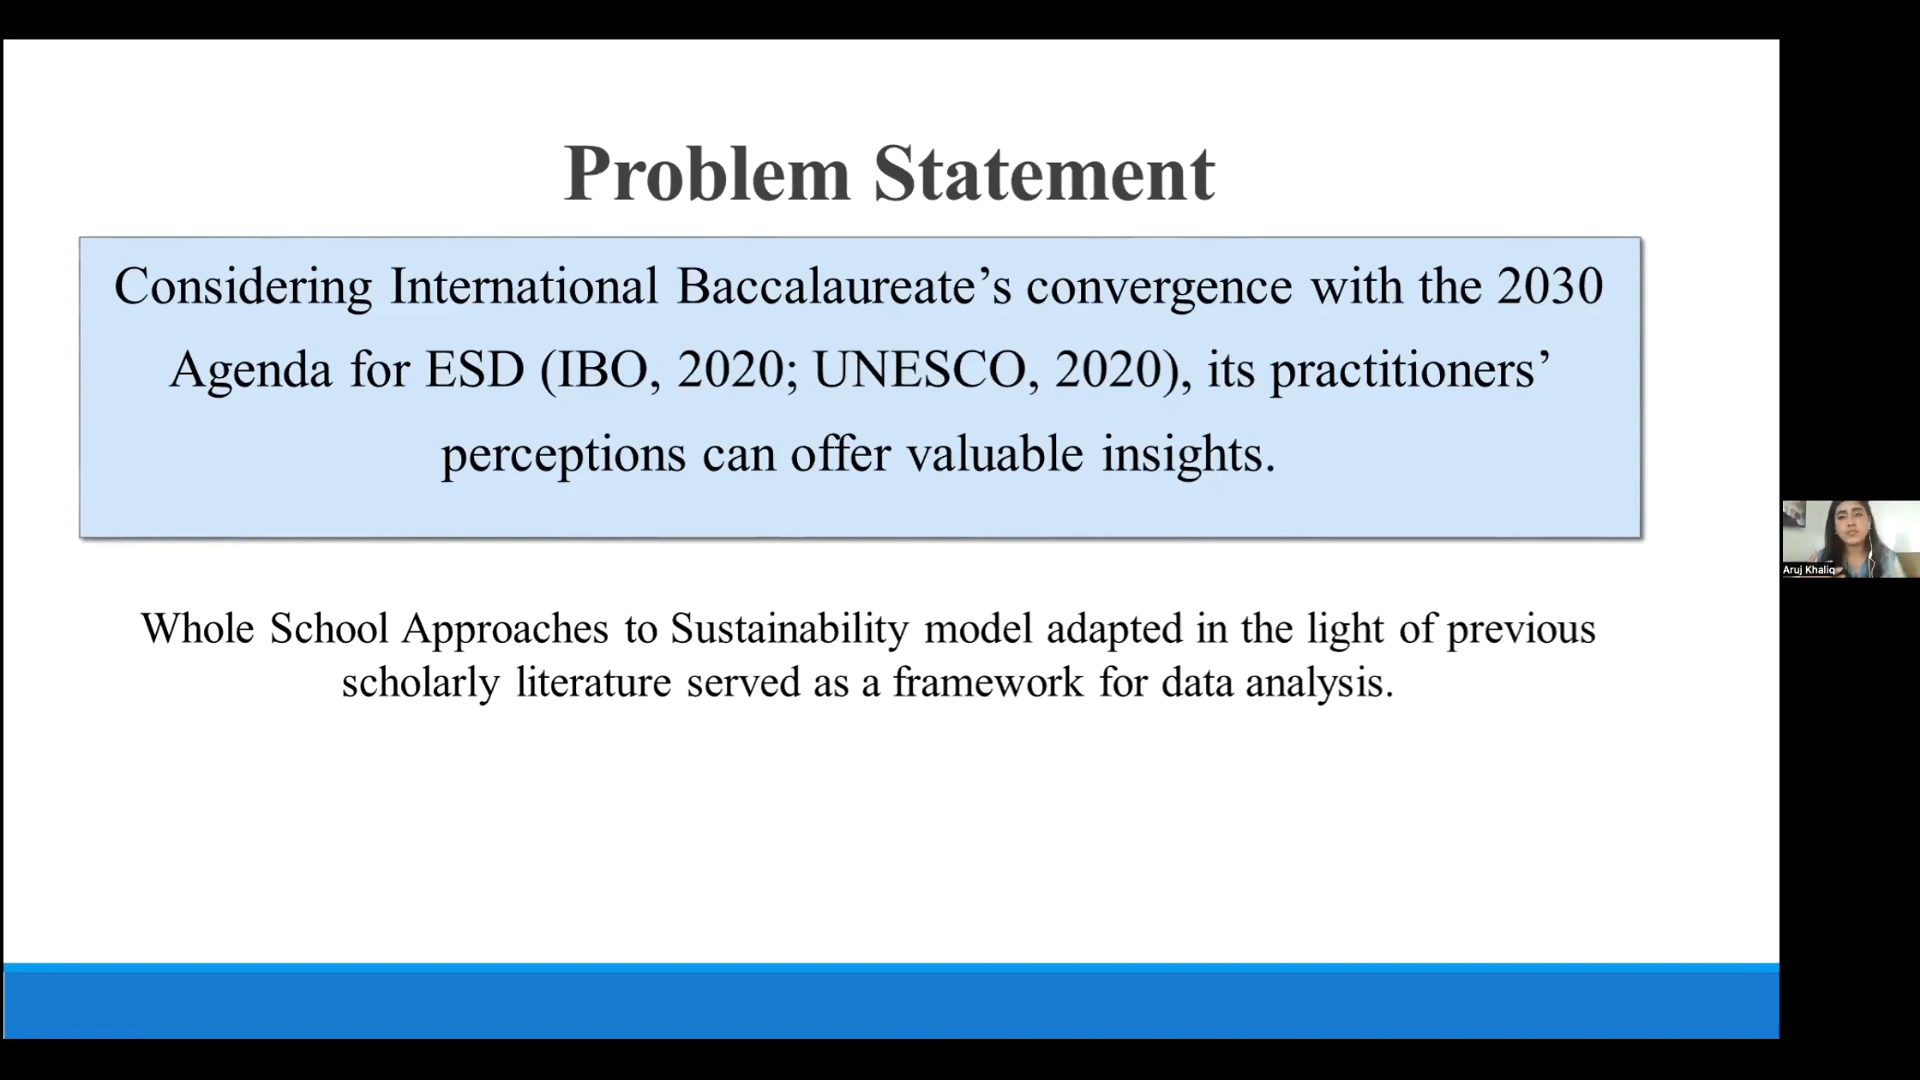 Problem Statement
Considering International Baccalaureate’s convergence with the 2030
Agenda for ESD (IBO, 2020; UNESCO, 2020), its practitioners’
perceptions can offer valuable insights.
Whole School Approaches to Sustainability model adapted in the light of previous
scholarly literature served as a framework for data analysis.
Aruj Khaliq